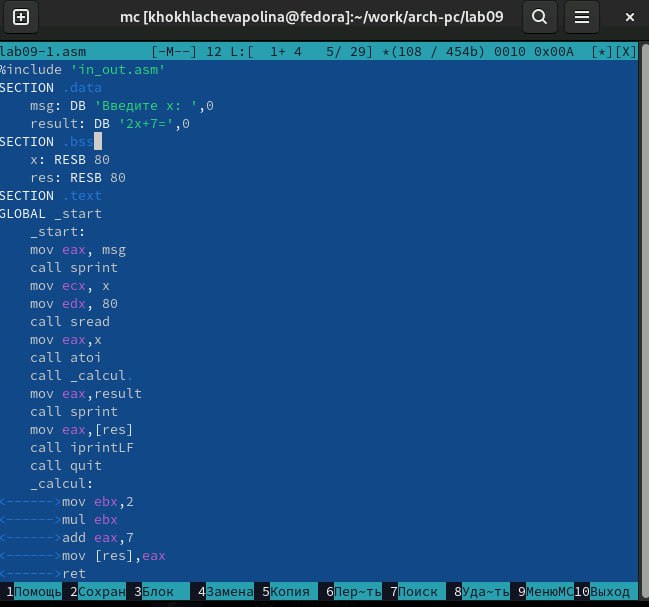 mc [khokhlachevapolina@fedora]:~/work/arch-pc/lab09
lab09-1.asm [-M--] 12 L:[ 1+ 4 5/ 29] *(108 / 454b) 0010 0x00A [*][X]
%include 'in_out.asm'
SECTION .data
msg: DB 'Введите x: ',0
result: DB '2x+7=',0
SECTION .bss
x: RESB 80
res: RESB 80
SECTION .text
GLOBAL _start
_start:
mov eax, msg
call sprint
mov ecx, x
mov edx, 80
call sread
mov eax,x
call atoi
call _calcul.
mov eax,result
call sprint
mov eax,[res]
call iprintLF
call quit
_calcul:
<------>mov ebx,2
<------>mul ebx
<------>add eax,7
<------>mov [res],eax
<------>ret
1Помощь 2Сохран 3Блок 4Замена 5Копия 6Пер~ть 7Поиск 8Уда~ть 9МенюMC 10Выход